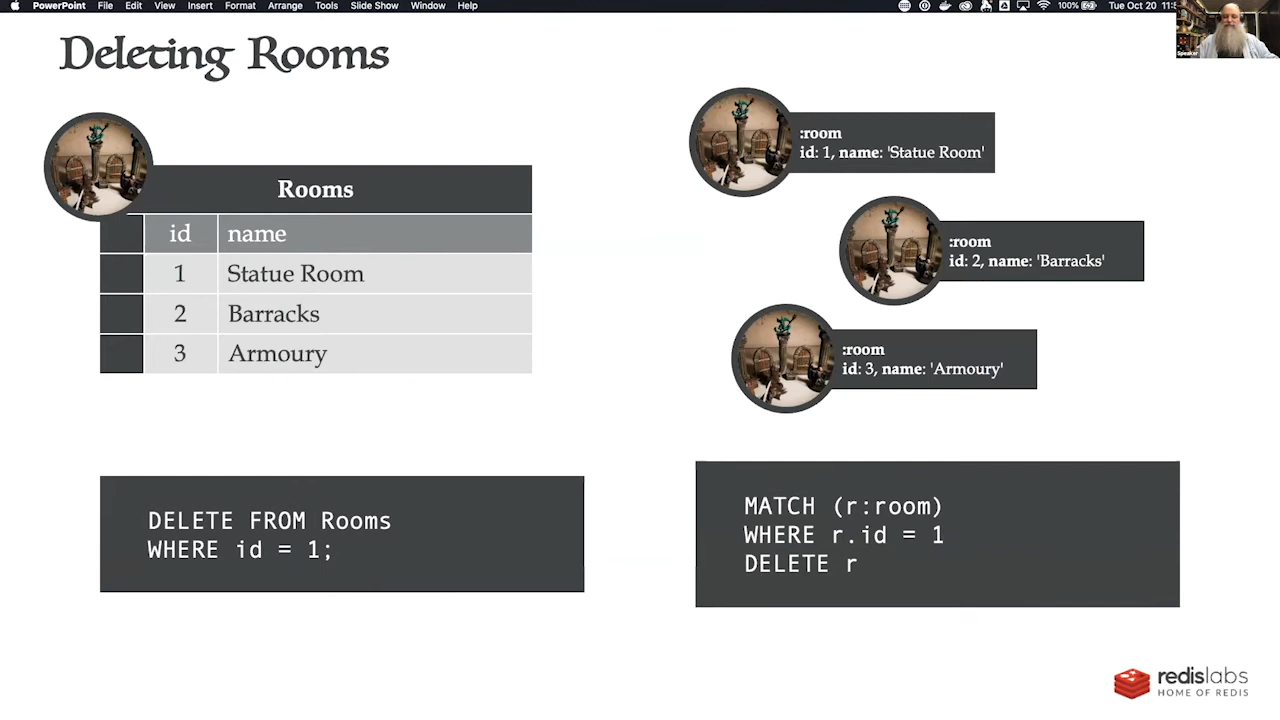 PowerPoint File Edit View Insert Format Arrange Tools Slide Show Window Help 100% Tue Oct 20
Speaker
Deleting Rooms
Rooms
id name
1 Statue Room
2 Barracks
3 Armoury
:room
id: 1, name: 'Statue Room'
:room
id: 2, name: 'Barracks'
:room
id: 3, name: 'Armoury'
DELETE FROM Rooms
WHERE id = 1;
MATCH (r:room)
WHERE r.id = 1
DELETE r
redislabs
HOME OF REDIS